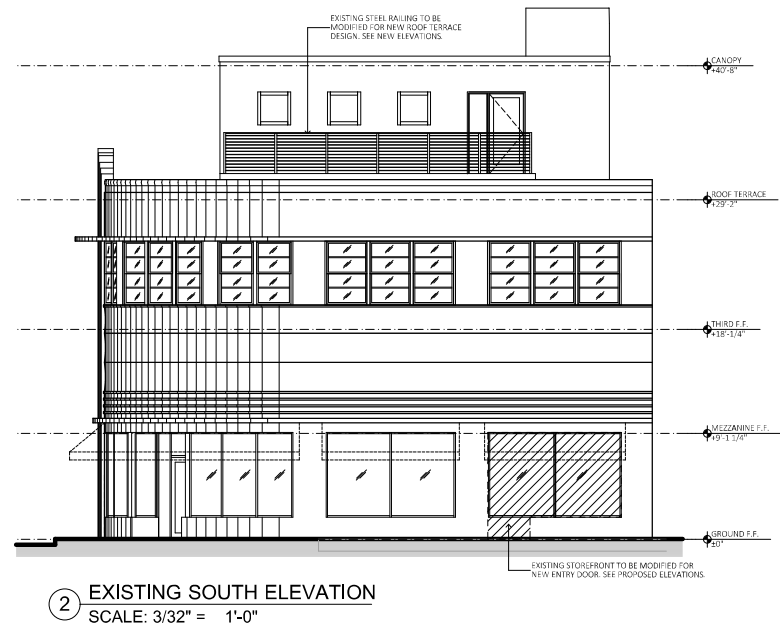 EXISTING STEEL RAILING TO BE
MODIFIED FOR NEW ROOF TERRACE
DESIGN. SEE NEW ELEVATIONS.
CANOPY
+40'-8"
ROOF TERRACE
+29'-2"
THIRD F.F.
+18'-1/4"
MEZZANINE F.F.
+9'-1 1/4"
GROUND F.F.
±0"
EXISTING STOREFRONT TO BE MODIFIED FOR
NEW ENTRY DOOR. SEE PROPOSED ELEVATIONS.
2 EXISTING SOUTH ELEVATION
SCALE: 3/32" = 1'-0"